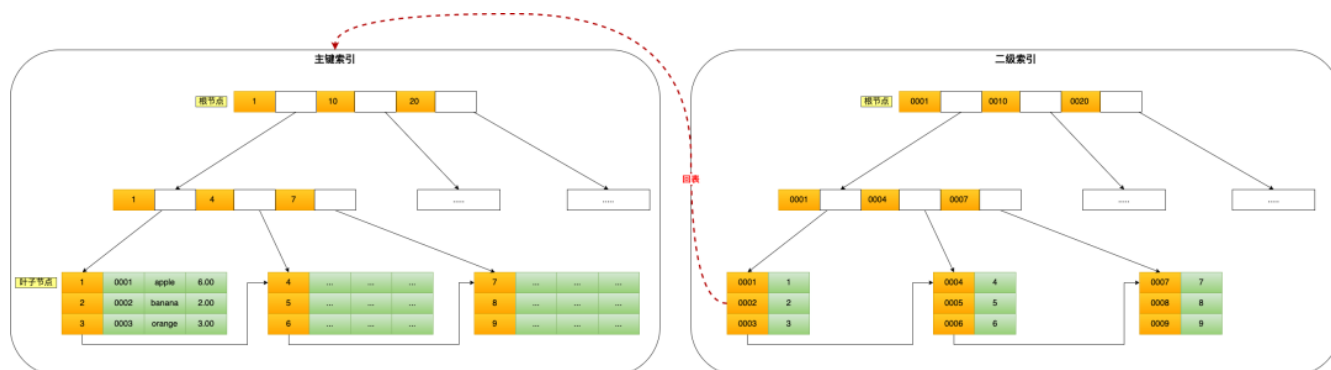 主键索引
根节点 1 10 20
1 4 7 ..... .....
叶子节点 1 0001 apple 6.00 4 ... ... ... 7 ... ... ...
2 0002 banana 2.00 5 ... ... ... 8 ... ... ...
3 0003 orange 3.00 6 ... ... ... 9 ... ... ...
回表
二级索引
根节点 0001 0010 0020
0001 0004 0007 ..... .....
0001 1 0004 4 0007 7
0002 2 0005 5 0008 8
0003 3 0006 6 0009 9